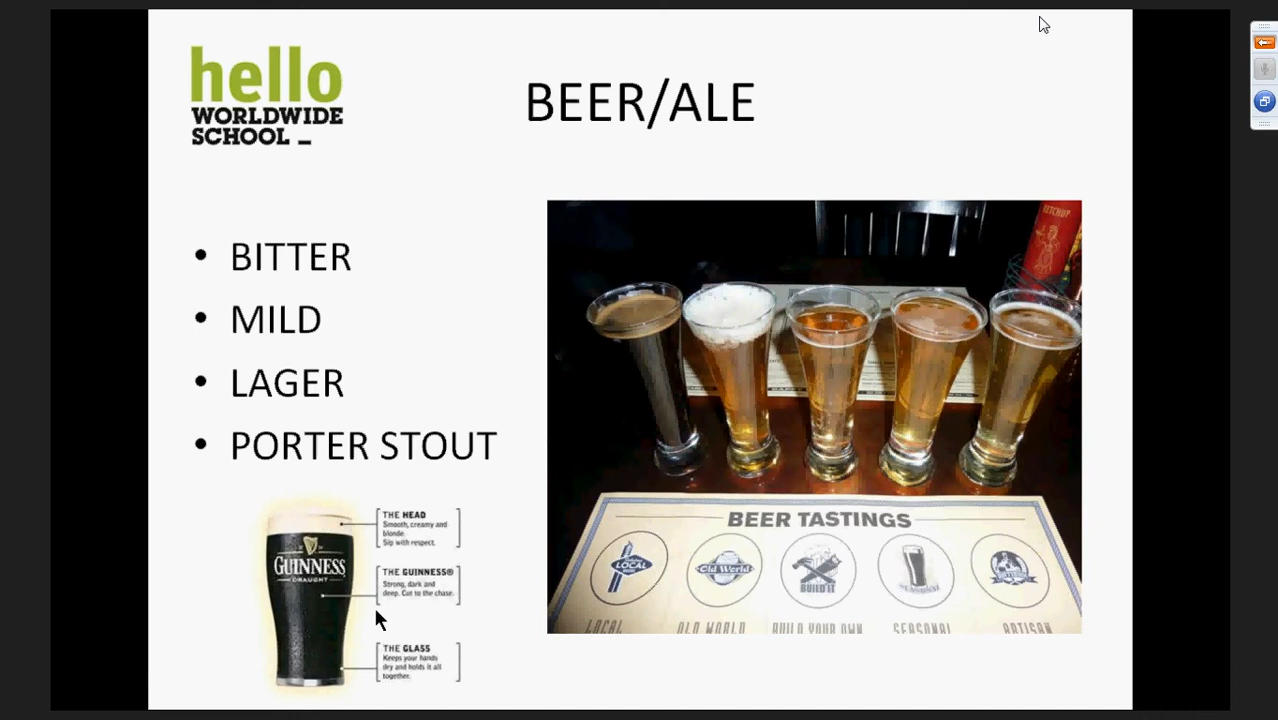 hello
WORLDWIDE
SCHOOL _
BEER/ALE
• BITTER
• MILD
• LAGER
• PORTER STOUT
GUINNESS
DRAUGHT
THE HEAD
Smooth, creamy and
blonde.
Sip with respect.
THE GUINNESS®
Strong, dark and
deep. Cut to the chase.
THE GLASS
Keeps your hands
dry and holds it all
together.
KETCHUP
BEER TASTINGS
LOCAL
Old World
BUILD IT
SEASONAL
LOCAL
OLD WORLD
BUILD YOUR OWN
SEASONAL
ARTISAN